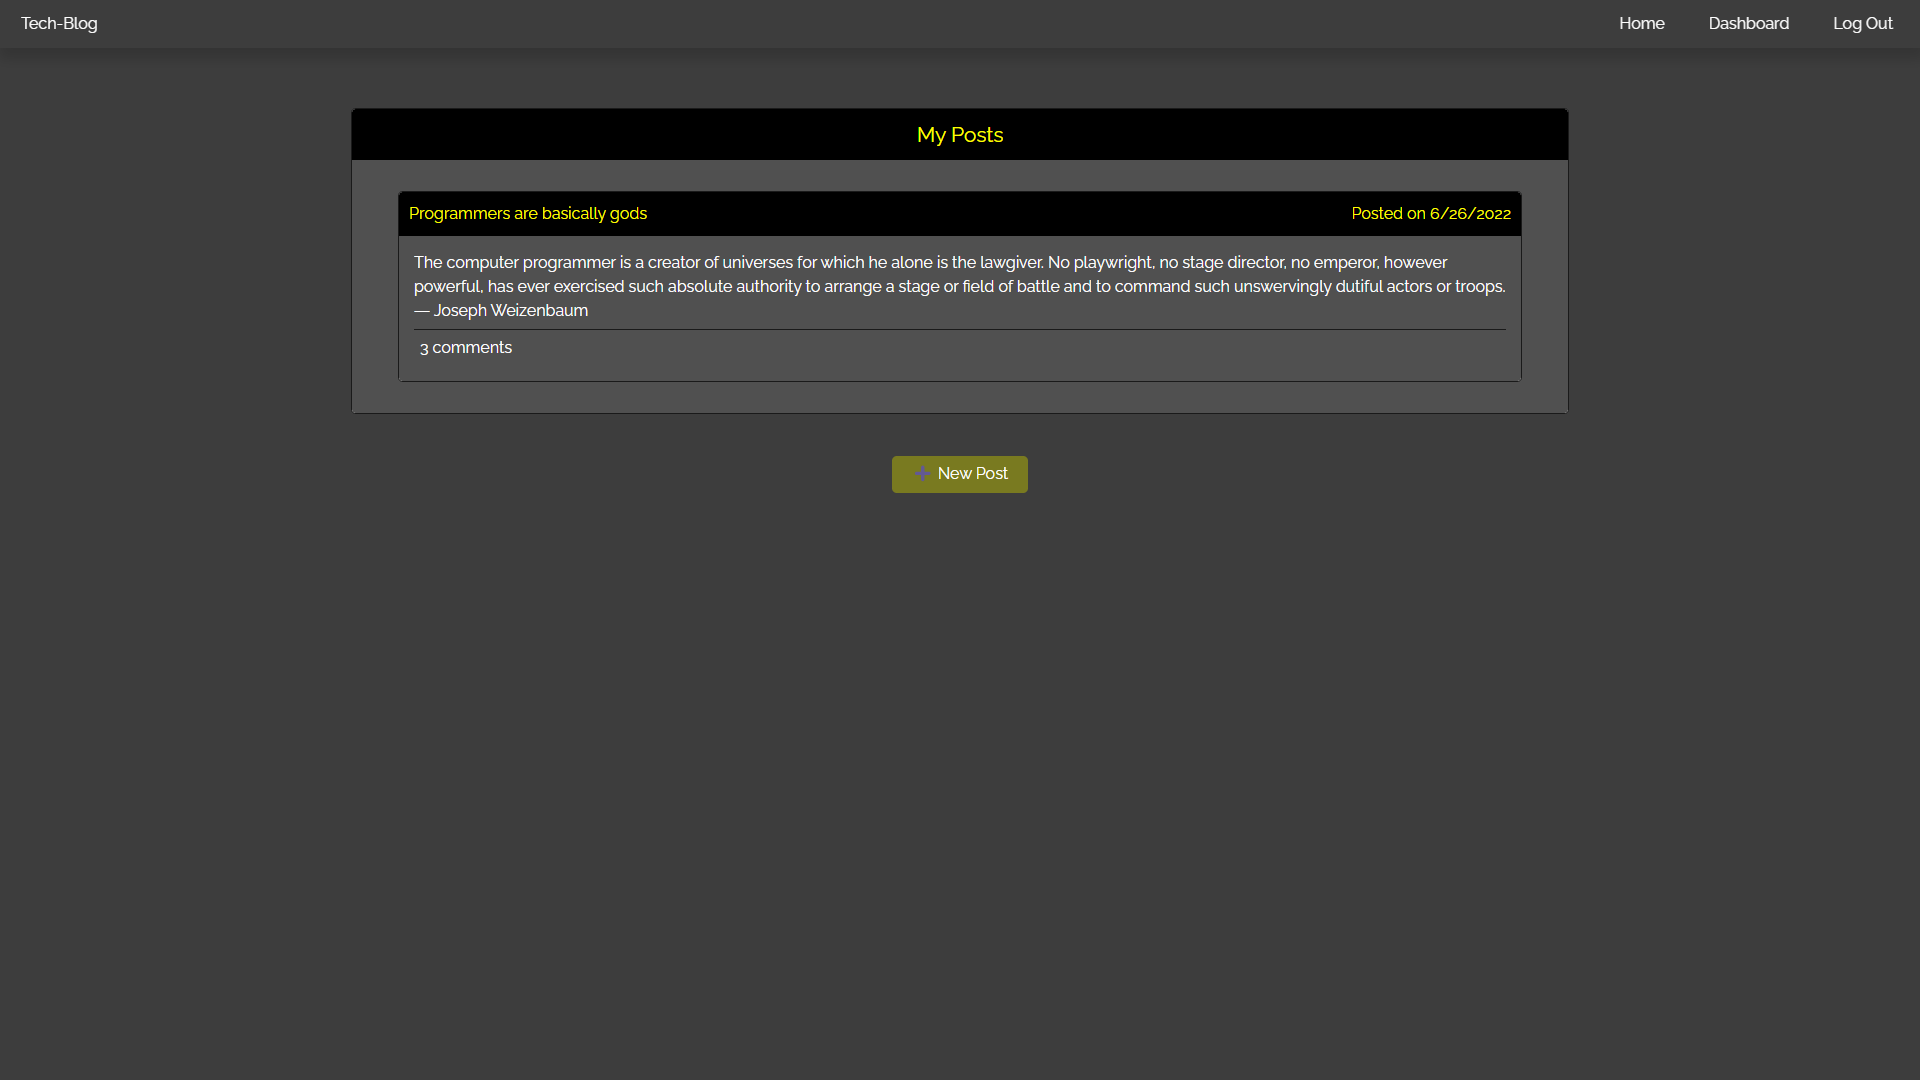 Tech-Blog
Home
Dashboard
Log Out
My Posts
Programmers are basically gods
Posted on 6/26/2022
The computer programmer is a creator of universes for which he alone is the lawgiver. No playwright, no stage director, no emperor, however
powerful, has ever exercised such absolute authority to arrange a stage or field of battle and to command such unswervingly dutiful actors or troops.
— Joseph Weizenbaum
3 comments
➕ New Post